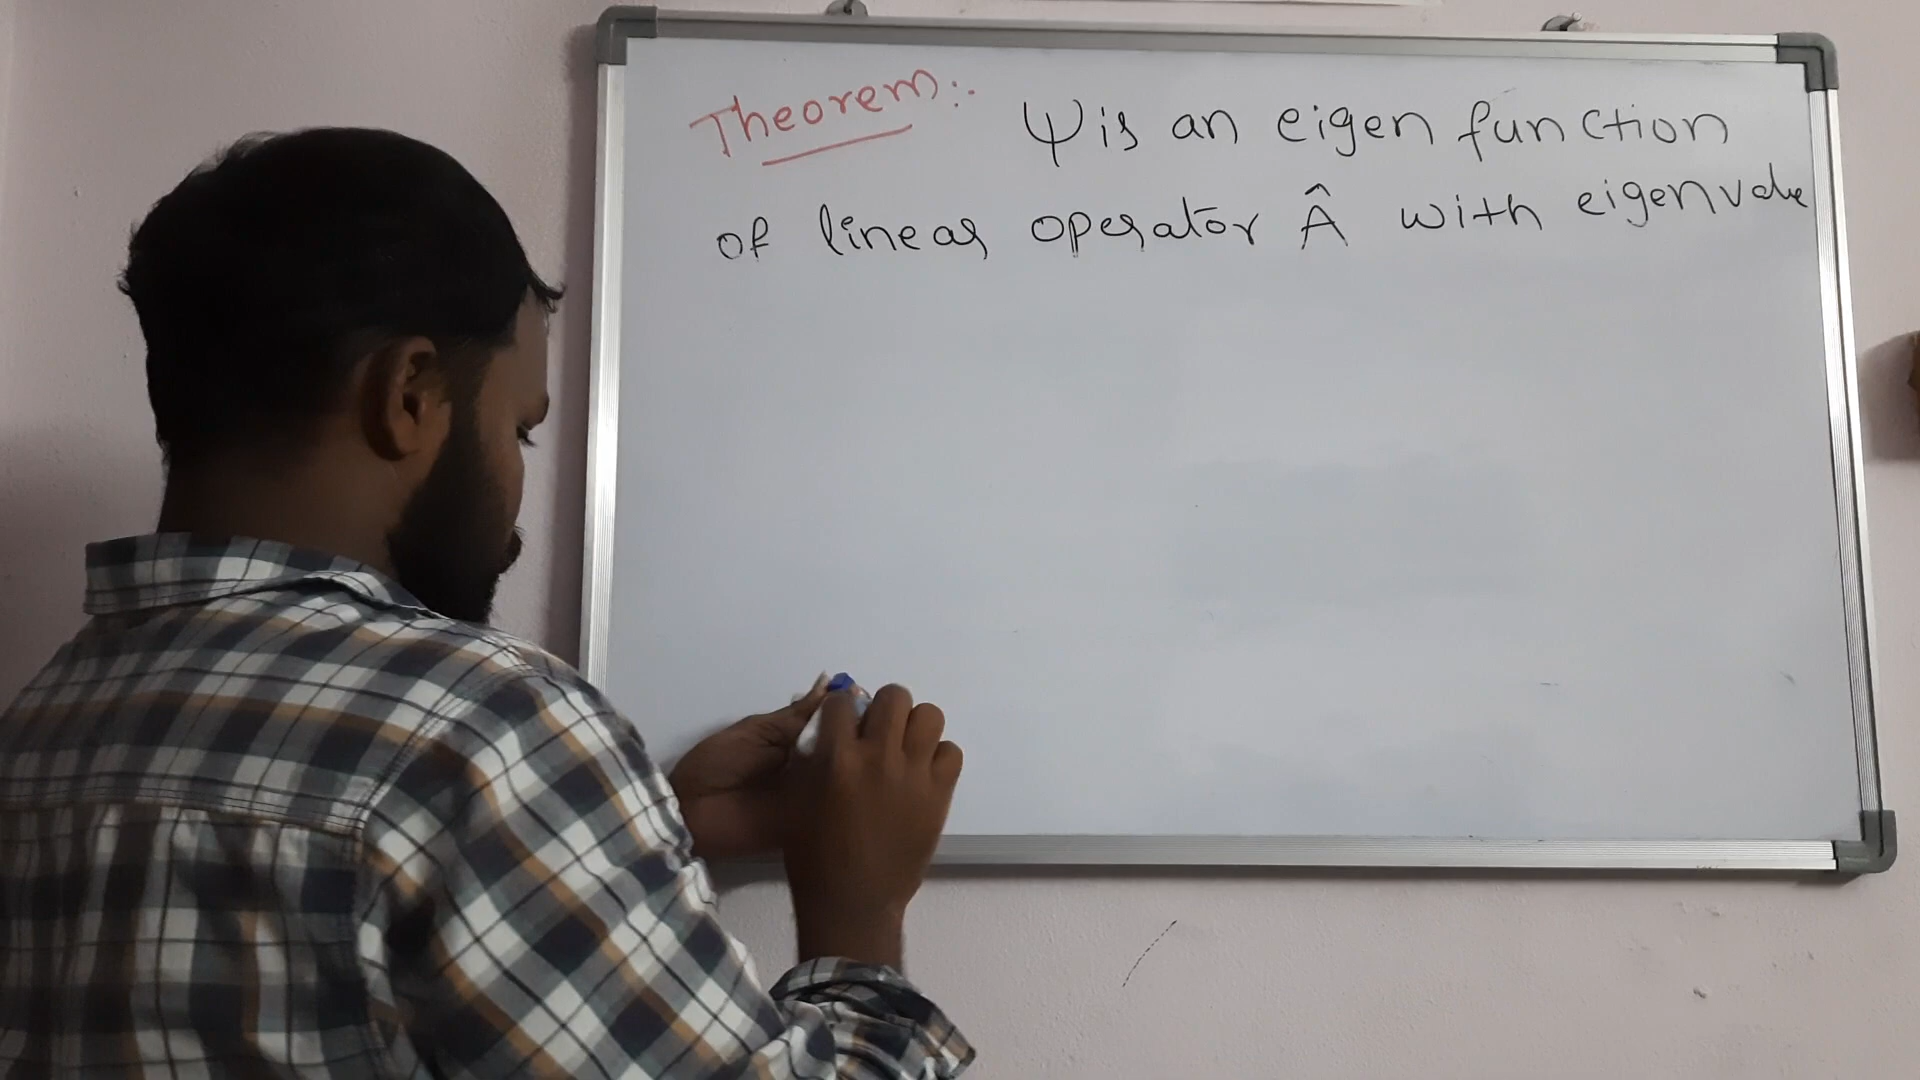 Theorem:- Ψ is an eigen function
of linear operator Â with eigenvalue